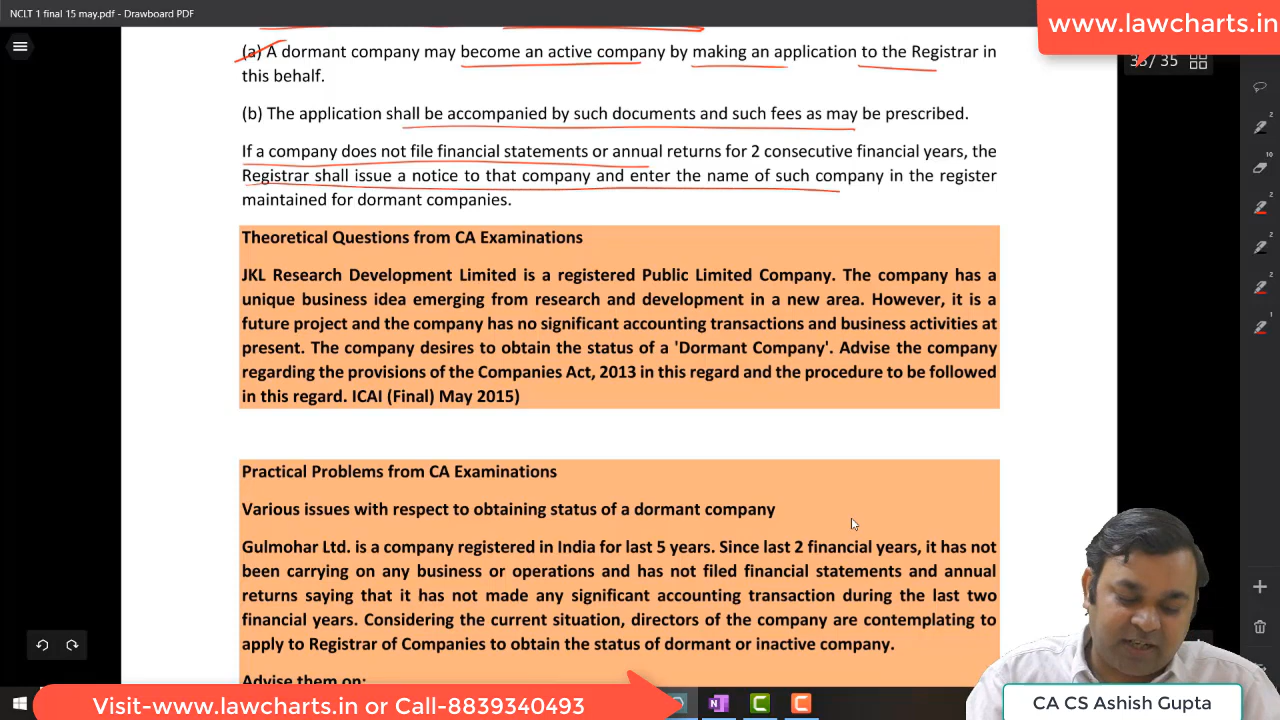 NCLT 1 final 15 may.pdf - Drawboard PDF
www.lawcharts.in
(a) A dormant company may become an active company by making an application to the Registrar in
this behalf.
(b) The application shall be accompanied by such documents and such fees as may be prescribed.
If a company does not file financial statements or annual returns for 2 consecutive financial years, the
Registrar shall issue a notice to that company and enter the name of such company in the register
maintained for dormant companies.
Theoretical Questions from CA Examinations
JKL Research Development Limited is a registered Public Limited Company. The company has a
unique business idea emerging from research and development in a new area. However, it is a
future project and the company has no significant accounting transactions and business activities at
present. The company desires to obtain the status of a 'Dormant Company'. Advise the company
regarding the provisions of the Companies Act, 2013 in this regard and the procedure to be followed
in this regard. ICAI (Final) May 2015)
Practical Problems from CA Examinations
Various issues with respect to obtaining status of a dormant company
Gulmohar Ltd. is a company registered in India for last 5 years. Since last 2 financial years, it has not
been carrying on any business or operations and has not filed financial statements and annual
returns saying that it has not made any significant accounting transaction during the last two
financial years. Considering the current situation, directors of the company are contemplating to
apply to Registrar of Companies to obtain the status of dormant or inactive company.
Advise them on:
Visit-www.lawcharts.in or Call-8839340493
CA CS Ashish Gupta